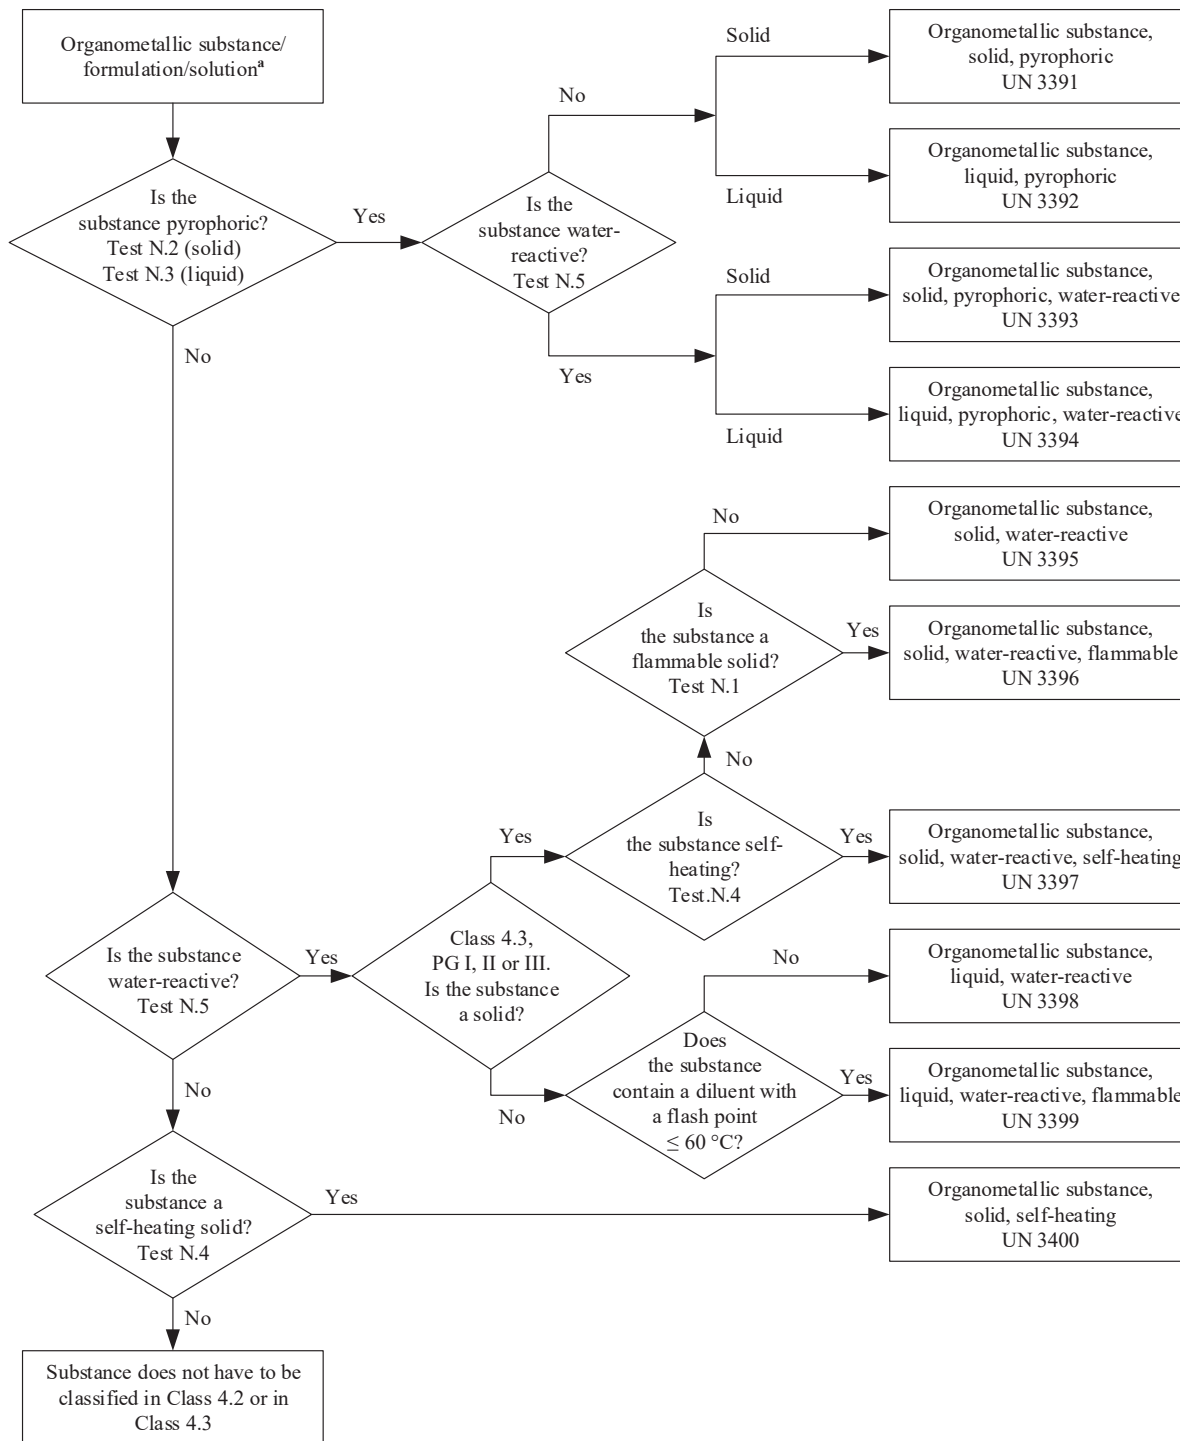 Organometallic substance/
formulation/solutionᵃ
Is the
substance pyrophoric?
Test N.2 (solid)
Test N.3 (liquid)
Yes
No
Is the
substance water-
reactive?
Test N.5
No
Yes
Solid
Organometallic substance,
solid, pyrophoric
UN 3391
Liquid
Organometallic substance,
liquid, pyrophoric
UN 3392
Solid
Organometallic substance,
solid, pyrophoric, water-reactive
UN 3393
Liquid
Organometallic substance,
liquid, pyrophoric, water-reactive
UN 3394
No
Organometallic substance,
solid, water-reactive
UN 3395
Is
the substance a
flammable solid?
Test N.1
Yes
Organometallic substance,
solid, water-reactive, flammable
UN 3396
No
Is
the substance self-
heating?
Test.N.4
Yes
Organometallic substance,
solid, water-reactive, self-heating
UN 3397
Is the substance
water-reactive?
Test N.5
Yes
No
Class 4.3,
PG I, II or III.
Is the substance
a solid?
Yes
No
No
Organometallic substance,
liquid, water-reactive
UN 3398
Does
the substance
contain a diluent with
a flash point
≤ 60 °C?
Yes
Organometallic substance,
liquid, water-reactive, flammable
UN 3399
Is the
substance a
self-heating solid?
Test N.4
Yes
Organometallic substance,
solid, self-heating
UN 3400
No
Substance does not have to be
classified in Class 4.2 or in
Class 4.3